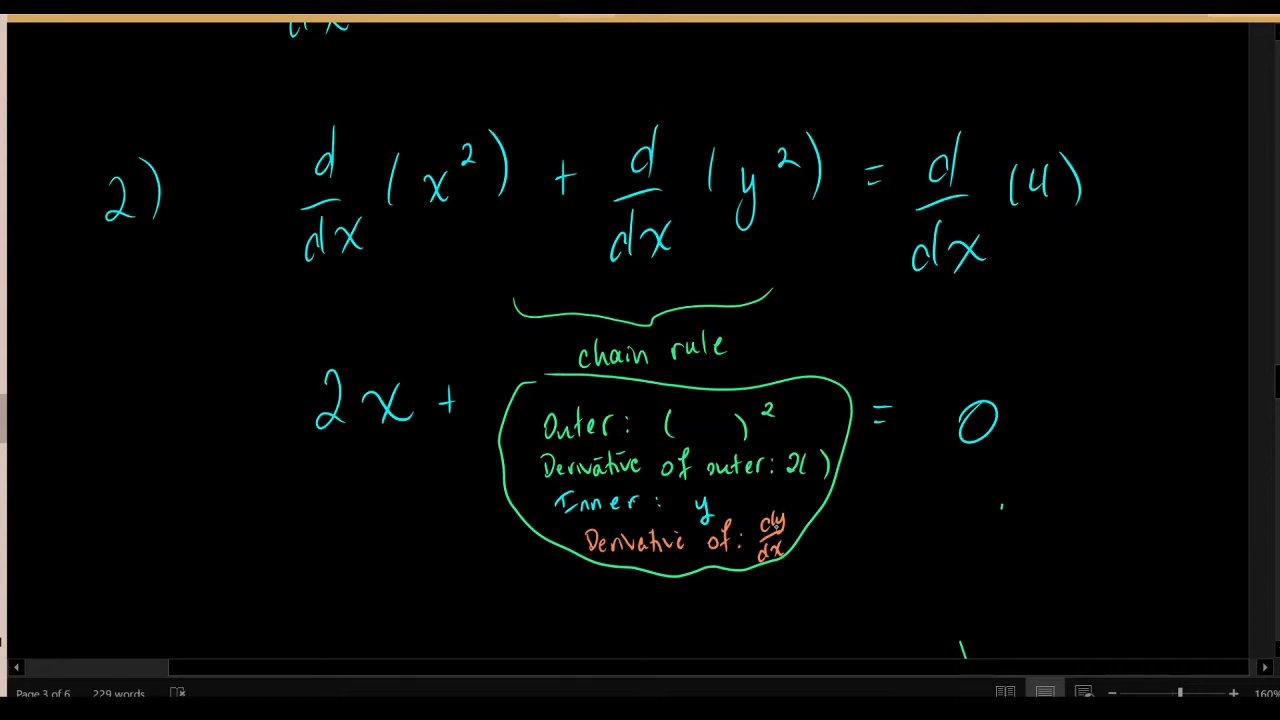 dx
2) d/dx (x²) + d/dx (y²) = d/dx (4)
chain rule
2x + = 0
Outer: ( )²
Derivative of outer: 2( )
Inner: y
Derivative of: dy/dx
Page 3 of 6 229 words 160%